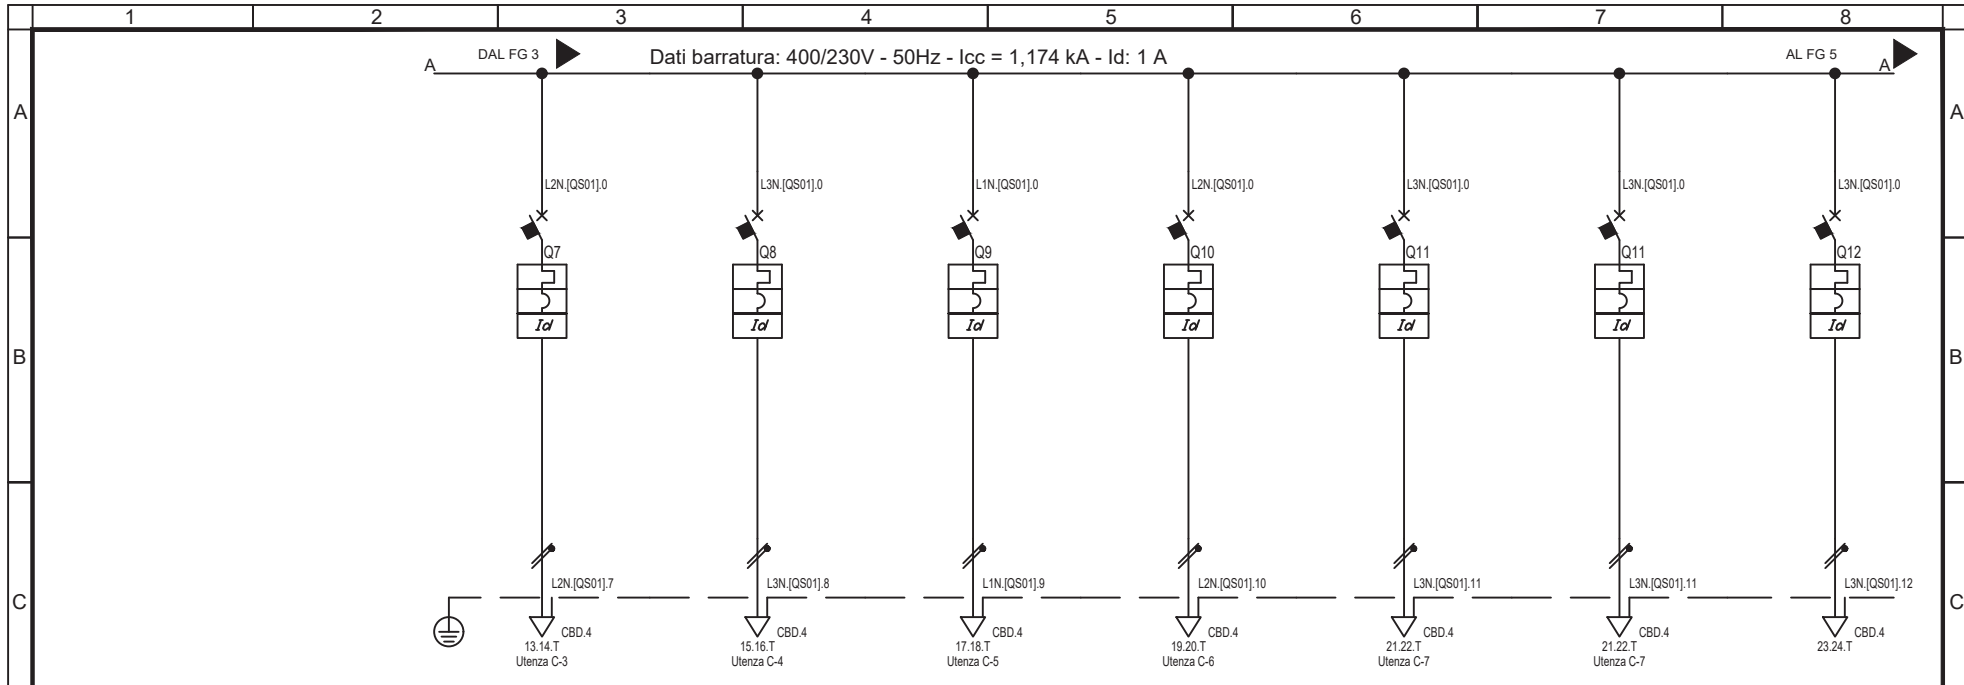 1 2 3 4 5 6 7 8
DAL FG 3 Dati barratura: 400/230V - 50Hz - Icc = 1,174 kA - Id: 1 A AL FG 5
A A
A A
L2N.[QS01].0 L3N.[QS01].0 L1N.[QS01].0 L2N.[QS01].0 L3N.[QS01].0 L3N.[QS01].0 L3N.[QS01].0
Q7 Q8 Q9 Q10 Q11 Q11 Q12
Id Id Id Id Id Id Id
B B
L2N.[QS01].7 L3N.[QS01].8 L1N.[QS01].9 L2N.[QS01].10 L3N.[QS01].11 L3N.[QS01].11 L3N.[QS01].12
C C
CBD.4 CBD.4 CBD.4 CBD.4 CBD.4 CBD.4 CBD.4
13.14.T 15.16.T 17.18.T 19.20.T 21.22.T 21.22.T 23.24.T
Utenza C-3 Utenza C-4 Utenza C-5 Utenza C-6 Utenza C-7 Utenza C-7